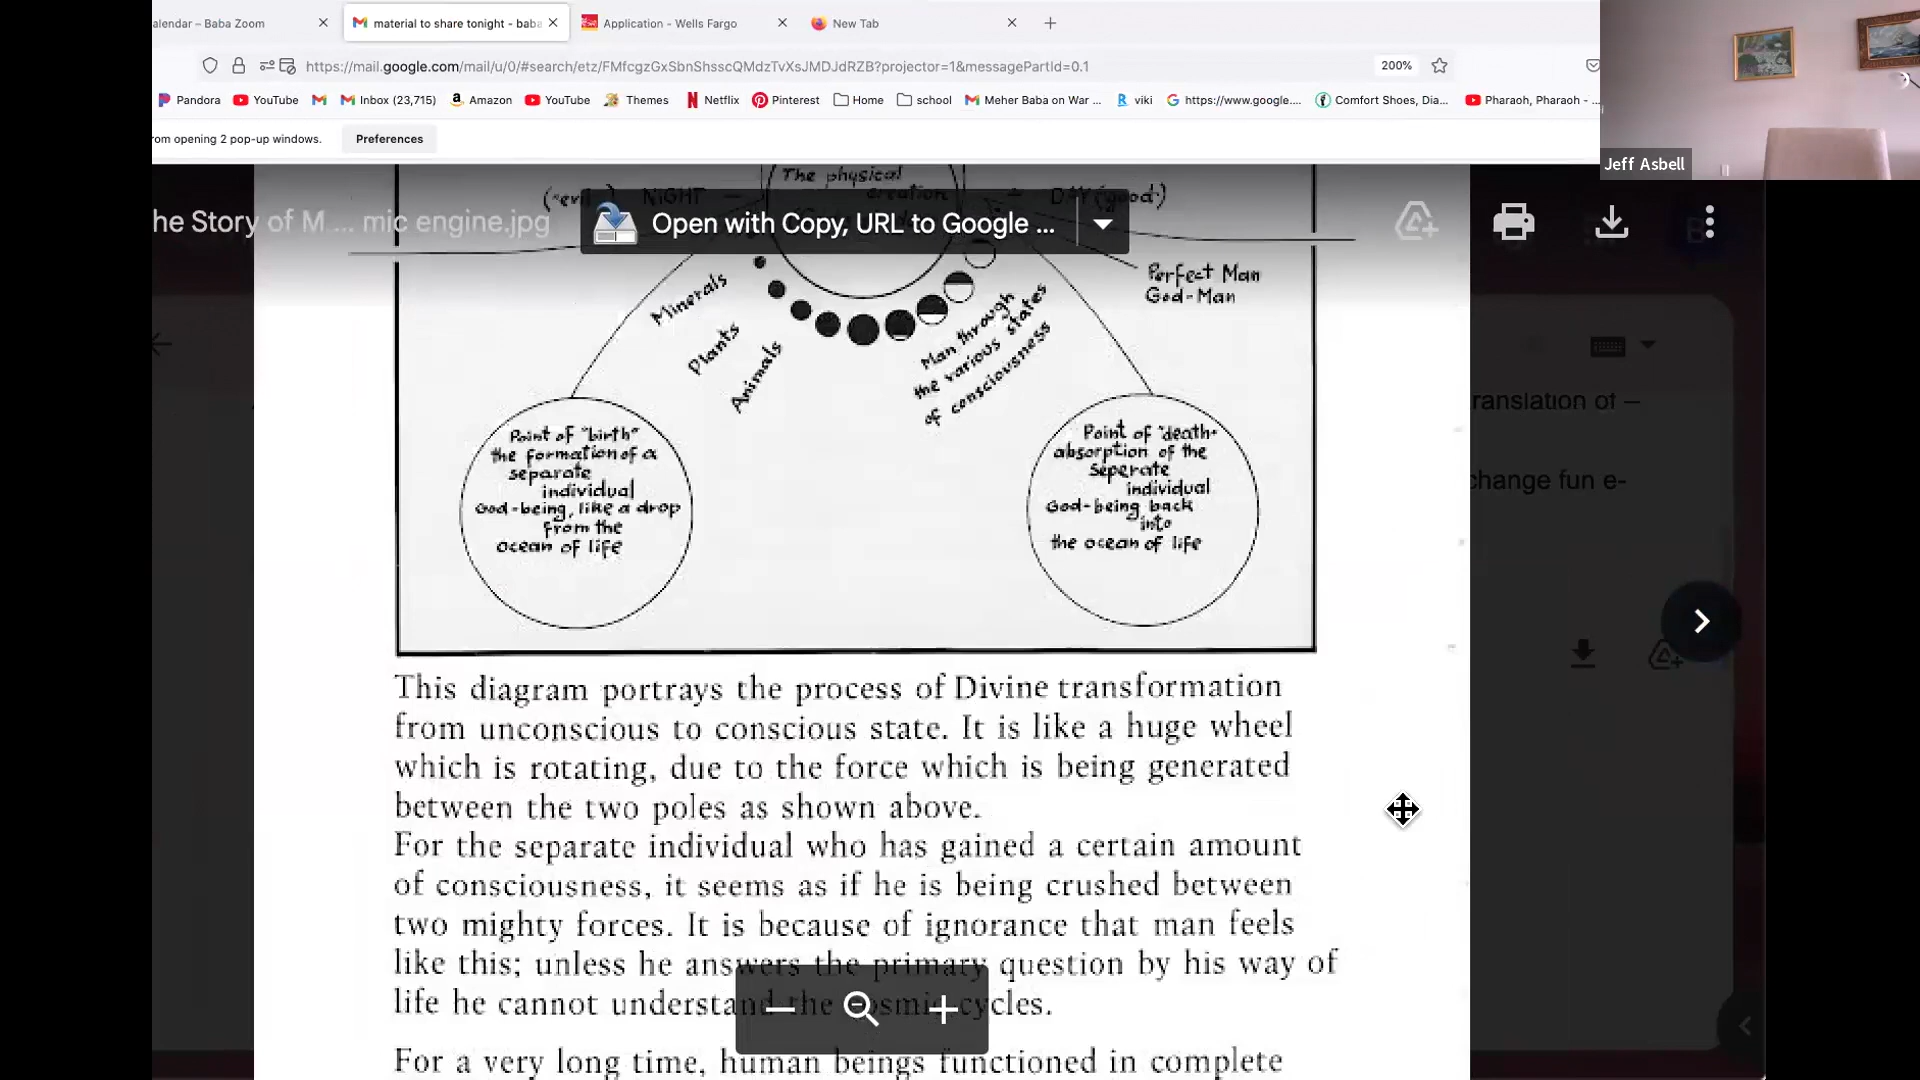 alendar – Baba Zoom
material to share tonight - baba
Application - Wells Fargo
New Tab
https://mail.google.com/mail/u/0/#search/etz/FMfcgzGxSbnShsscQMdzTvXsJMDJdRZB?projector=1&messagePartId=0.1
200%
Pandora
YouTube
Inbox (23,715)
Amazon
YouTube
Themes
Netflix
Pinterest
Home
school
Meher Baba on War ...
viki
https://www.google....
Comfort Shoes, Dia...
Pharaoh, Pharaoh - ...
rom opening 2 pop-up windows.
Preferences
Jeff Asbell
The physical
creation
NIGHT
DAY (good)
he Story of M ... mic engine.jpg
Open with Copy, URL to Google ...
Perfect Man
God-Man
Minerals
Plants
Animals
Man through
the various states
of consciousness
Point of "birth"
the formation of a
separate
individual
God-being, like a drop
from the
ocean of life
Point of "death-
absorption of the
Seperate
individual
God-being back
into
the ocean of life
ranslation of –
change fun e-
This diagram portrays the process of Divine transformation
from unconscious to conscious state. It is like a huge wheel
which is rotating, due to the force which is being generated
between the two poles as shown above.
For the separate individual who has gained a certain amount
of consciousness, it seems as if he is being crushed between
two mighty forces. It is because of ignorance that man feels
like this; unless he answers the primary question by his way of
life he cannot understand the cosmic cycles.
For a very long time, human beings functioned in complete